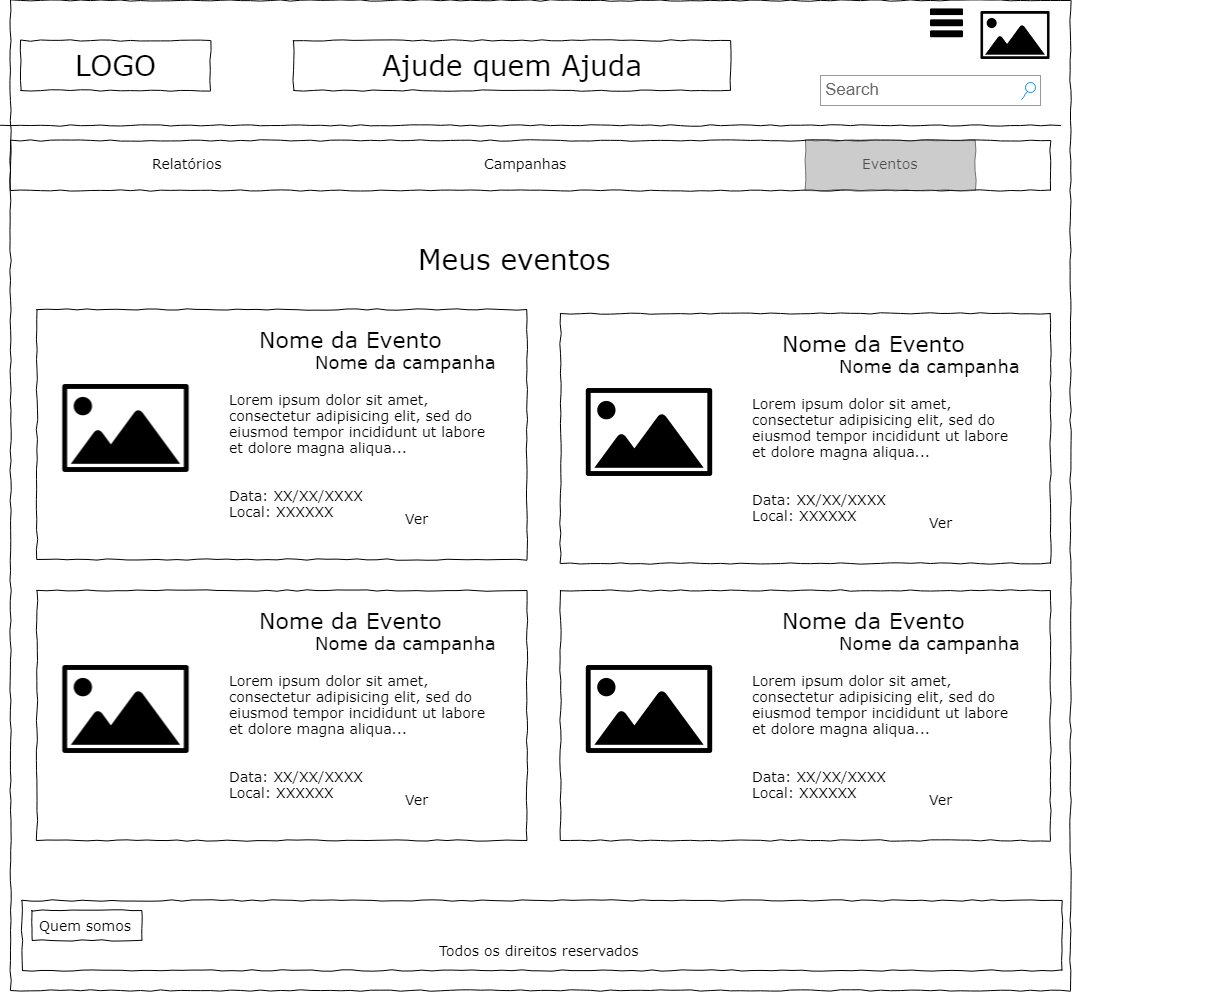 LOGO
Ajude quem Ajuda
Search
Relatórios
Campanhas
Eventos
Meus eventos
Nome da Evento
Nome da campanha
Lorem ipsum dolor sit amet,
consectetur adipisicing elit, sed do
eiusmod tempor incididunt ut labore
et dolore magna aliqua...
Data: XX/XX/XXXX
Local: XXXXXX
Ver
Nome da Evento
Nome da campanha
Lorem ipsum dolor sit amet,
consectetur adipisicing elit, sed do
eiusmod tempor incididunt ut labore
et dolore magna aliqua...
Data: XX/XX/XXXX
Local: XXXXXX
Ver
Nome da Evento
Nome da campanha
Lorem ipsum dolor sit amet,
consectetur adipisicing elit, sed do
eiusmod tempor incididunt ut labore
et dolore magna aliqua...
Data: XX/XX/XXXX
Local: XXXXXX
Ver
Nome da Evento
Nome da campanha
Lorem ipsum dolor sit amet,
consectetur adipisicing elit, sed do
eiusmod tempor incididunt ut labore
et dolore magna aliqua...
Data: XX/XX/XXXX
Local: XXXXXX
Ver
Quem somos
Todos os direitos reservados